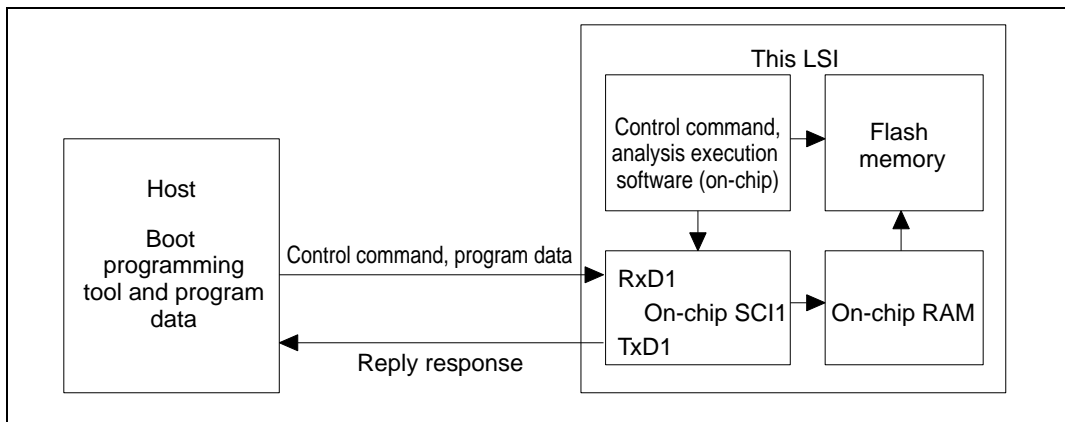 This LSI
Host
Boot
programming
tool and program
data
Control command, program data
Reply response
Control command,
analysis execution
software (on-chip)
Flash
memory
RxD1
On-chip SCI1
TxD1
On-chip RAM